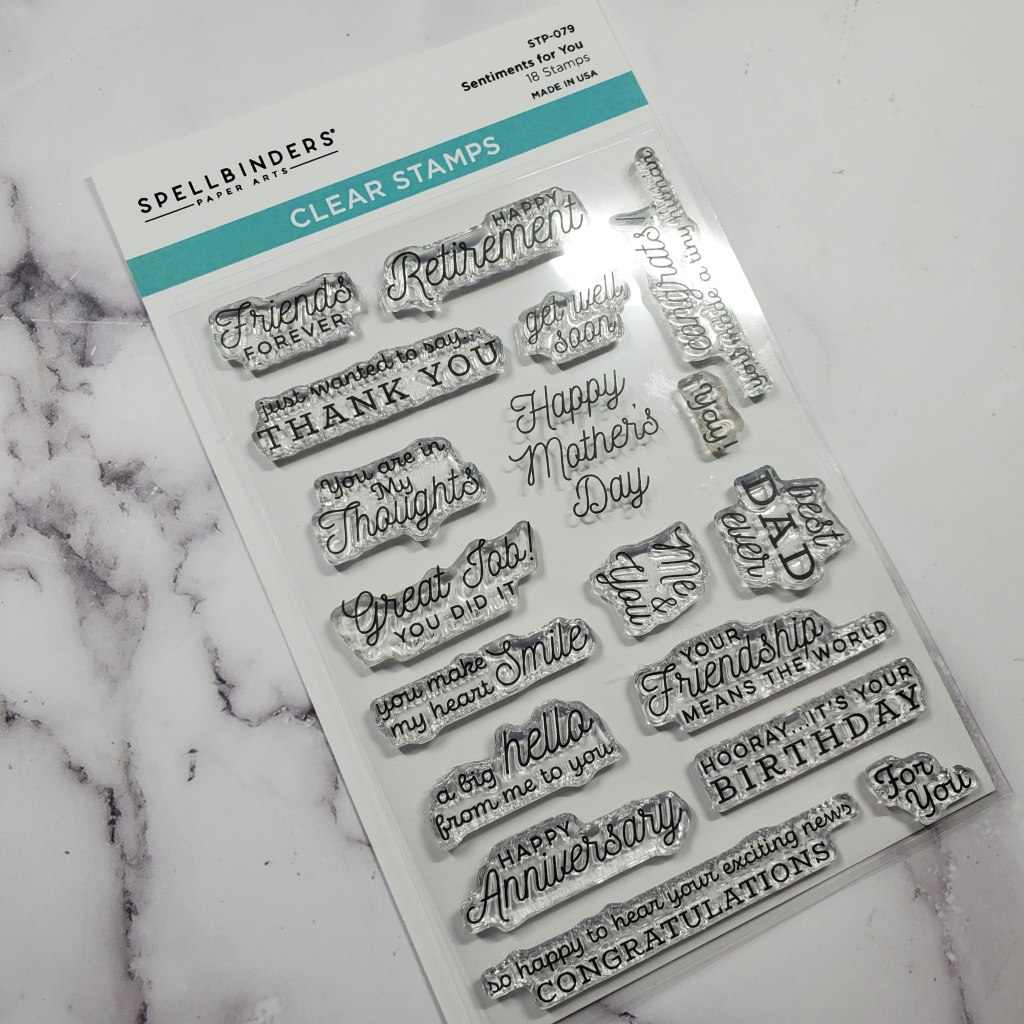 STP-079
Sentiments for You
18 Stamps
MADE IN USA
SPELLBINDERS®
PAPER ARTS
CLEAR STAMPS
HAPPY
Retirement
Friends
FOREVER
get well
soon
Congrats!
you made a tiny human
just wanted to say...
THANK YOU
Happy
Mother's
Day
Yay!
You are in
My
Thoughts
best
DAD
ever
Great Job!
YOU DID IT
Me &
You
you make
my heart Smile
YOUR
Friendship
MEANS THE WORLD
a big hello
from me to you
HOORAY...IT'S YOUR
BIRTHDAY
For
You
HAPPY
Anniversary
so happy to hear your exciting news
CONGRATULATIONS